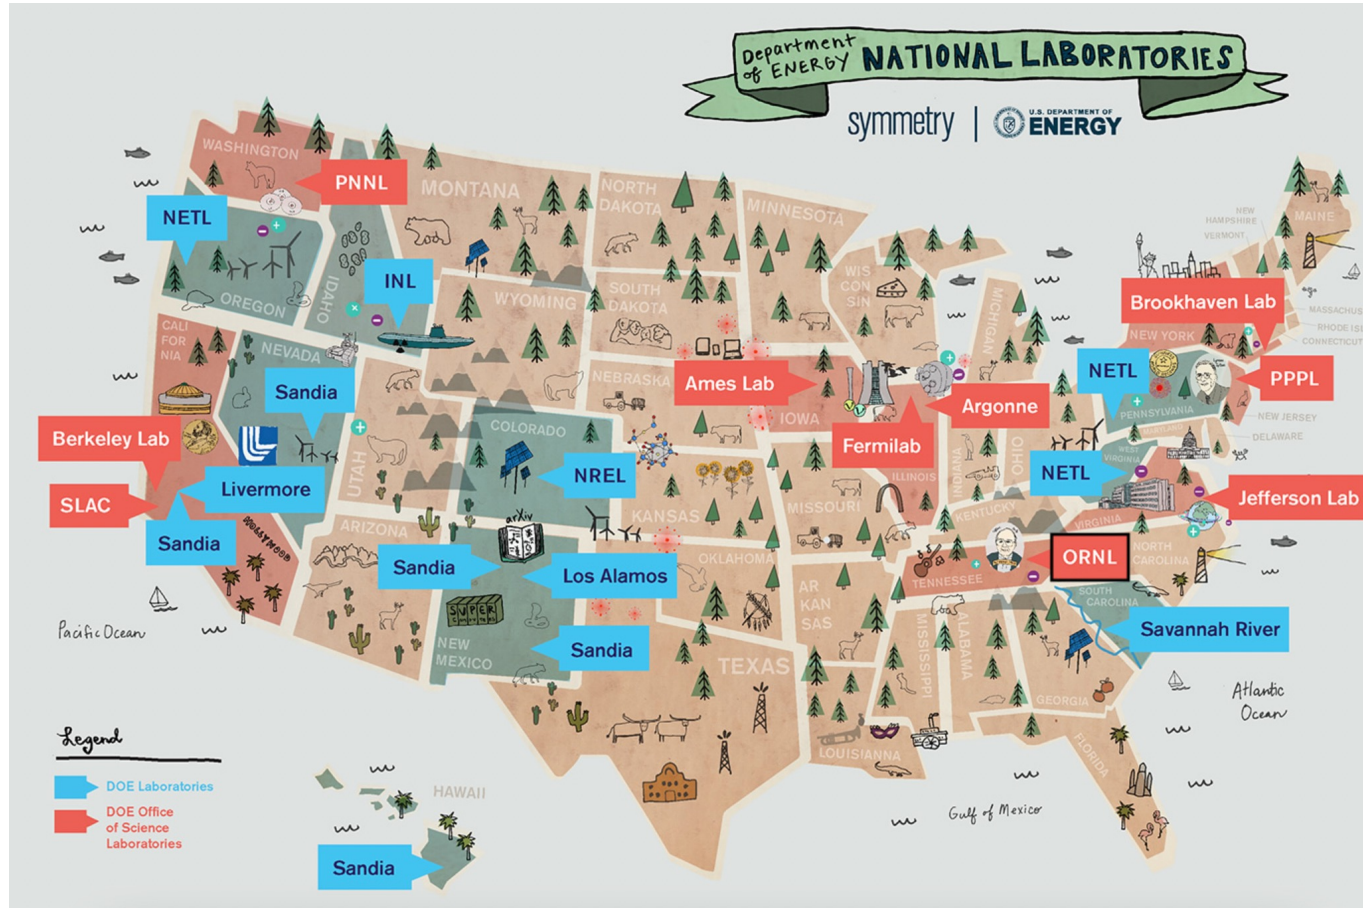 Department
of ENERGY
NATIONAL LABORATORIES
symmetry
U.S. DEPARTMENT OF
ENERGY
WASHINGTON
PNNL
NETL
OREGON
IDAHO
INL
MONTANA
NORTH
DAKOTA
MINNESOTA
WIS
CON
SIN
MICHIGAN
NEW
HAMPSHIRE
VERMONT
MAINE
MASSACHUS
RHODE IS
CONNECTICUT
NEW YORK
Brookhaven Lab
PPPL
NETL
PENNSYLVANIA
NEW JERSEY
MARYLAND
DELAWARE
CALI
FOR
NIA
NEVADA
Sandia
Berkeley Lab
SLAC
Livermore
Sandia
HOLLYWOOD
UTAH
WYOMING
SOUTH
DAKOTA
NEBRASKA
Ames Lab
IOWA
Fermilab
Argonne
ILLINOIS
INDIANA
OHIO
WEST
VIRGINIA
NETL
Jefferson Lab
VIRGINIA
COLORADO
NREL
KANSAS
MISSOURI
KENTUCKY
ARIZONA
arXiv
Sandia
Los Alamos
SUPER
NEW
MEXICO
Sandia
OKLAHOMA
AR
KAN
SAS
TENNESSEE
ORNL
NORTH
CAROLINA
SOUTH
CAROLINA
Savannah River
MISSISSIPPI
ALABAMA
GEORGIA
TEXAS
LOUISIANNA
FLORIDA
Pacific Ocean
Atlantic
Ocean
Gulf of Mexico
Legend
DOE Laboratories
DOE Office
of Science
Laboratories
HAWAII
Sandia